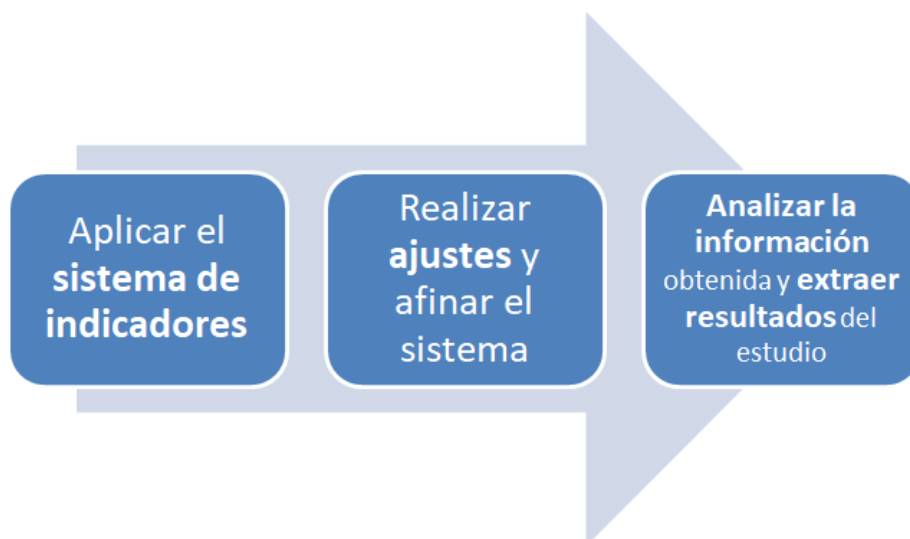 Aplicar el
sistema de
indicadores
Realizar
ajustes y
afinar el
sistema
Analizar la
información
obtenida y extraer
resultados del
estudio